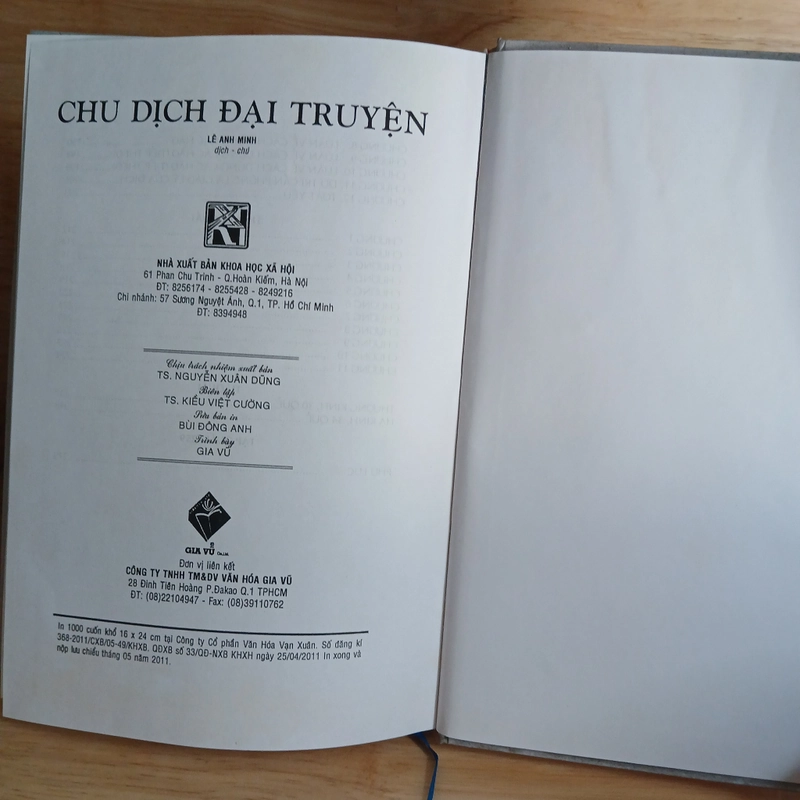 CHU DỊCH ĐẠI TRUYỆN
LÊ ANH MINH
dịch - chú
NHÀ XUẤT BẢN KHOA HỌC XÃ HỘI
61 Phan Chu Trinh - Q.Hoàn Kiếm, Hà Nội
ĐT: 8256174 - 8255428 - 8249216
Chi nhánh: 57 Sương Nguyệt Ánh, Q.1, TP. Hồ Chí Minh
ĐT: 8394948
Chịu trách nhiệm xuất bản
TS. NGUYỄN XUÂN DŨNG
Biên tập
TS. KIỀU VIỆT CƯỜNG
Sửa bản in
BÙI ĐÔNG ANH
Trình bày
GIA VŨ
GIA VŨ Co.,Ltd.
Đơn vị liên kết
CÔNG TY TNHH TM&DV VĂN HÓA GIA VŨ
28 Đinh Tiên Hoàng P.Đakao Q.1 TPHCM
ĐT: (08)22104947 - Fax: (08)39110762
In 1000 cuốn khổ 16 x 24 cm tại Công ty Cổ phần Văn Hóa Vạn Xuân. Số đăng kí
368-2011/CXB/05-49/KHXB. QĐXB số 33/QĐ-NXB KHXH ngày 25/04/2011 In xong và
nộp lưu chiểu tháng 05 năm 2011.